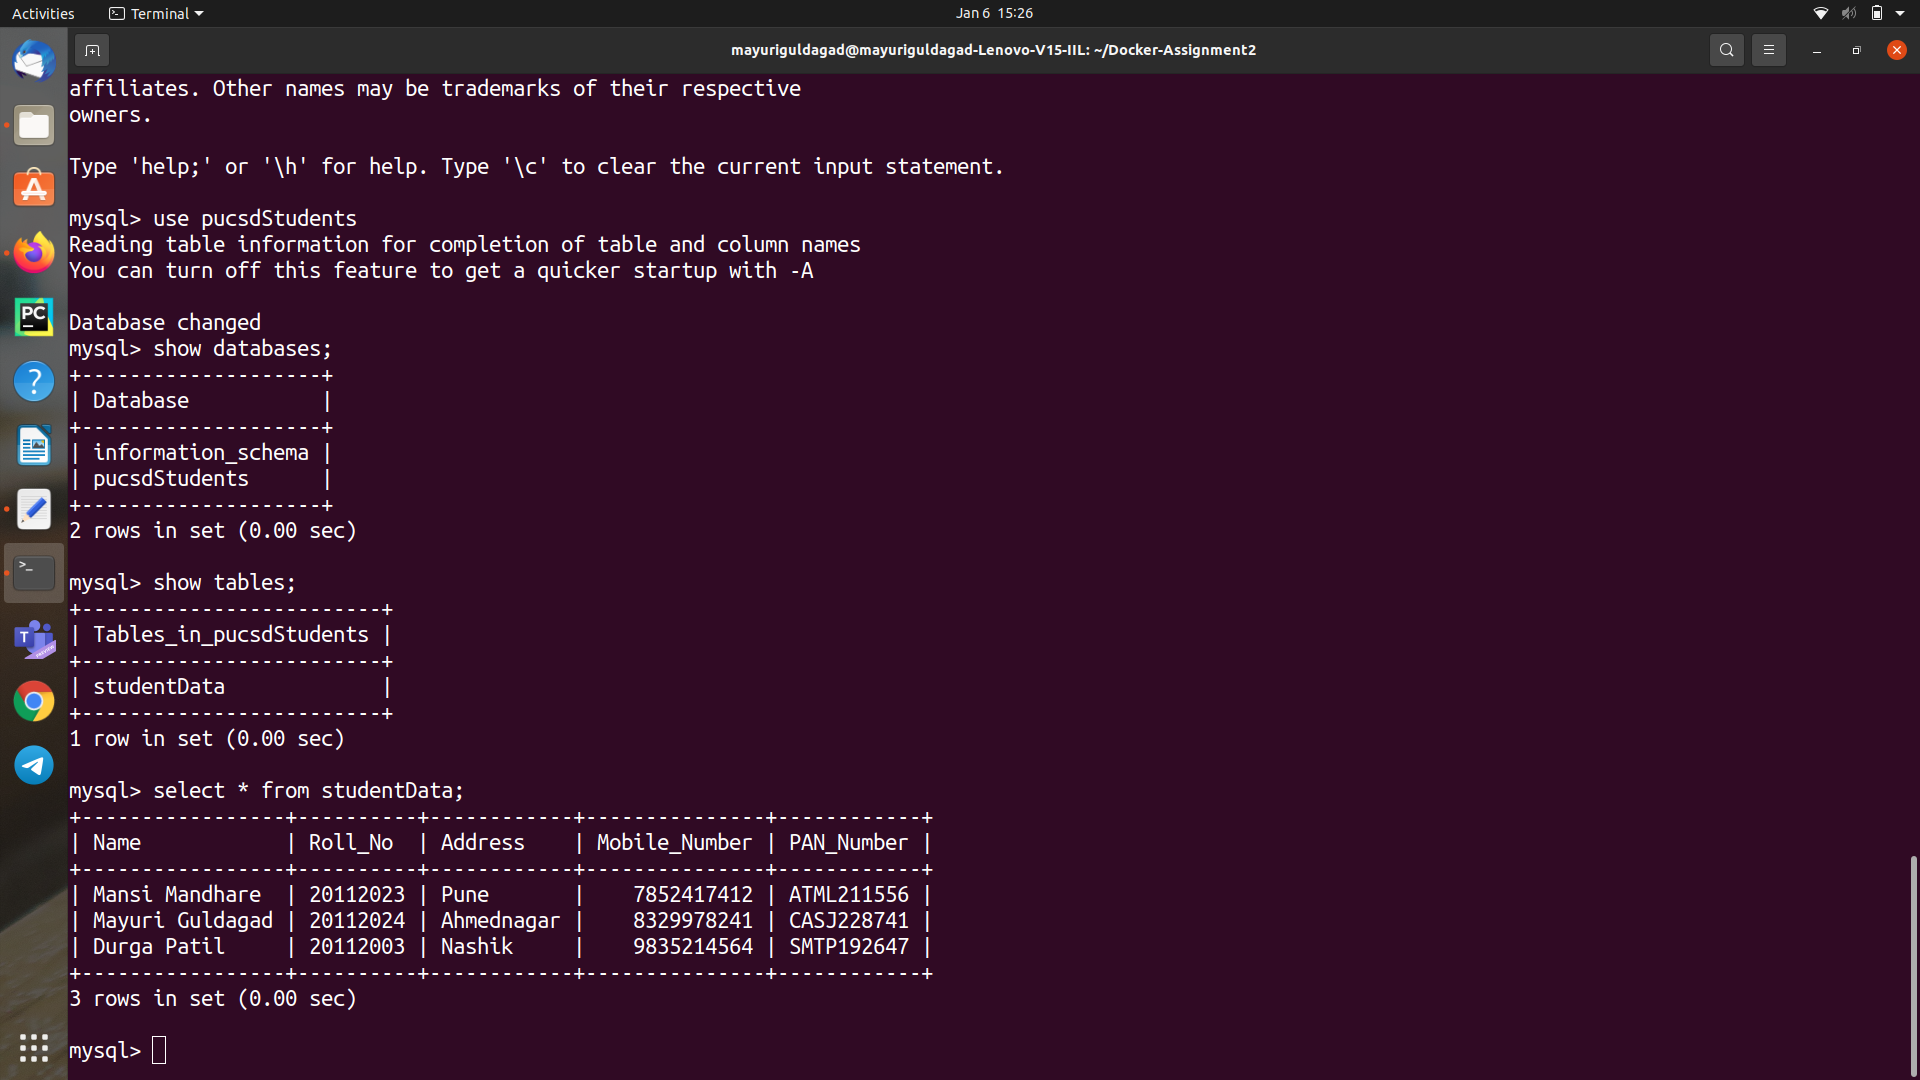 Activities Terminal Jan 6 15:26
mayuriguldagad@mayuriguldagad-Lenovo-V15-IIL: ~/Docker-Assignment2
affiliates. Other names may be trademarks of their respective
owners.
Type 'help;' or '\h' for help. Type '\c' to clear the current input statement.
mysql> use pucsdStudents
Reading table information for completion of table and column names
You can turn off this feature to get a quicker startup with -A
Database changed
mysql> show databases;
+--------------------+
| Database           |
+--------------------+
| information_schema |
| pucsdStudents      |
+--------------------+
2 rows in set (0.00 sec)
mysql> show tables;
+-------------------------+
| Tables_in_pucsdStudents |
+-------------------------+
| studentData             |
+-------------------------+
1 row in set (0.00 sec)
mysql> select * from studentData;
+-----------------+----------+------------+---------------+------------+
| Name            | Roll_No  | Address    | Mobile_Number | PAN_Number |
+-----------------+----------+------------+---------------+------------+
| Mansi Mandhare  | 20112023 | Pune       |    7852417412 | ATML211556 |
| Mayuri Guldagad | 20112024 | Ahmednagar |    8329978241 | CASJ228741 |
| Durga Patil     | 20112003 | Nashik     |    9835214564 | SMTP192647 |
+-----------------+----------+------------+---------------+------------+
3 rows in set (0.00 sec)
mysql>
PC
?
>_
T
PREVIEW